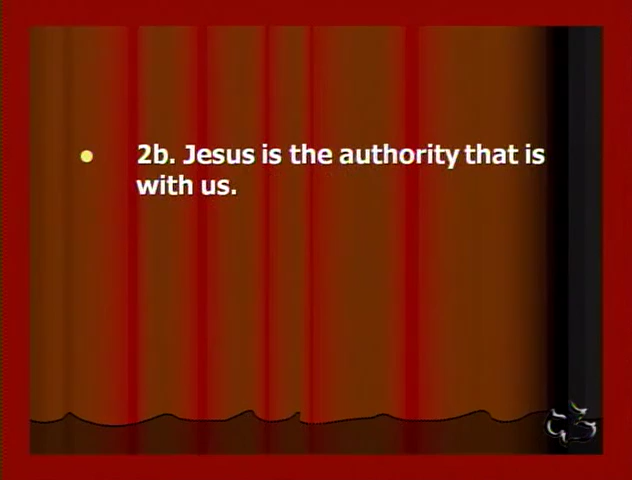 2b. Jesus is the authority that is
with us.